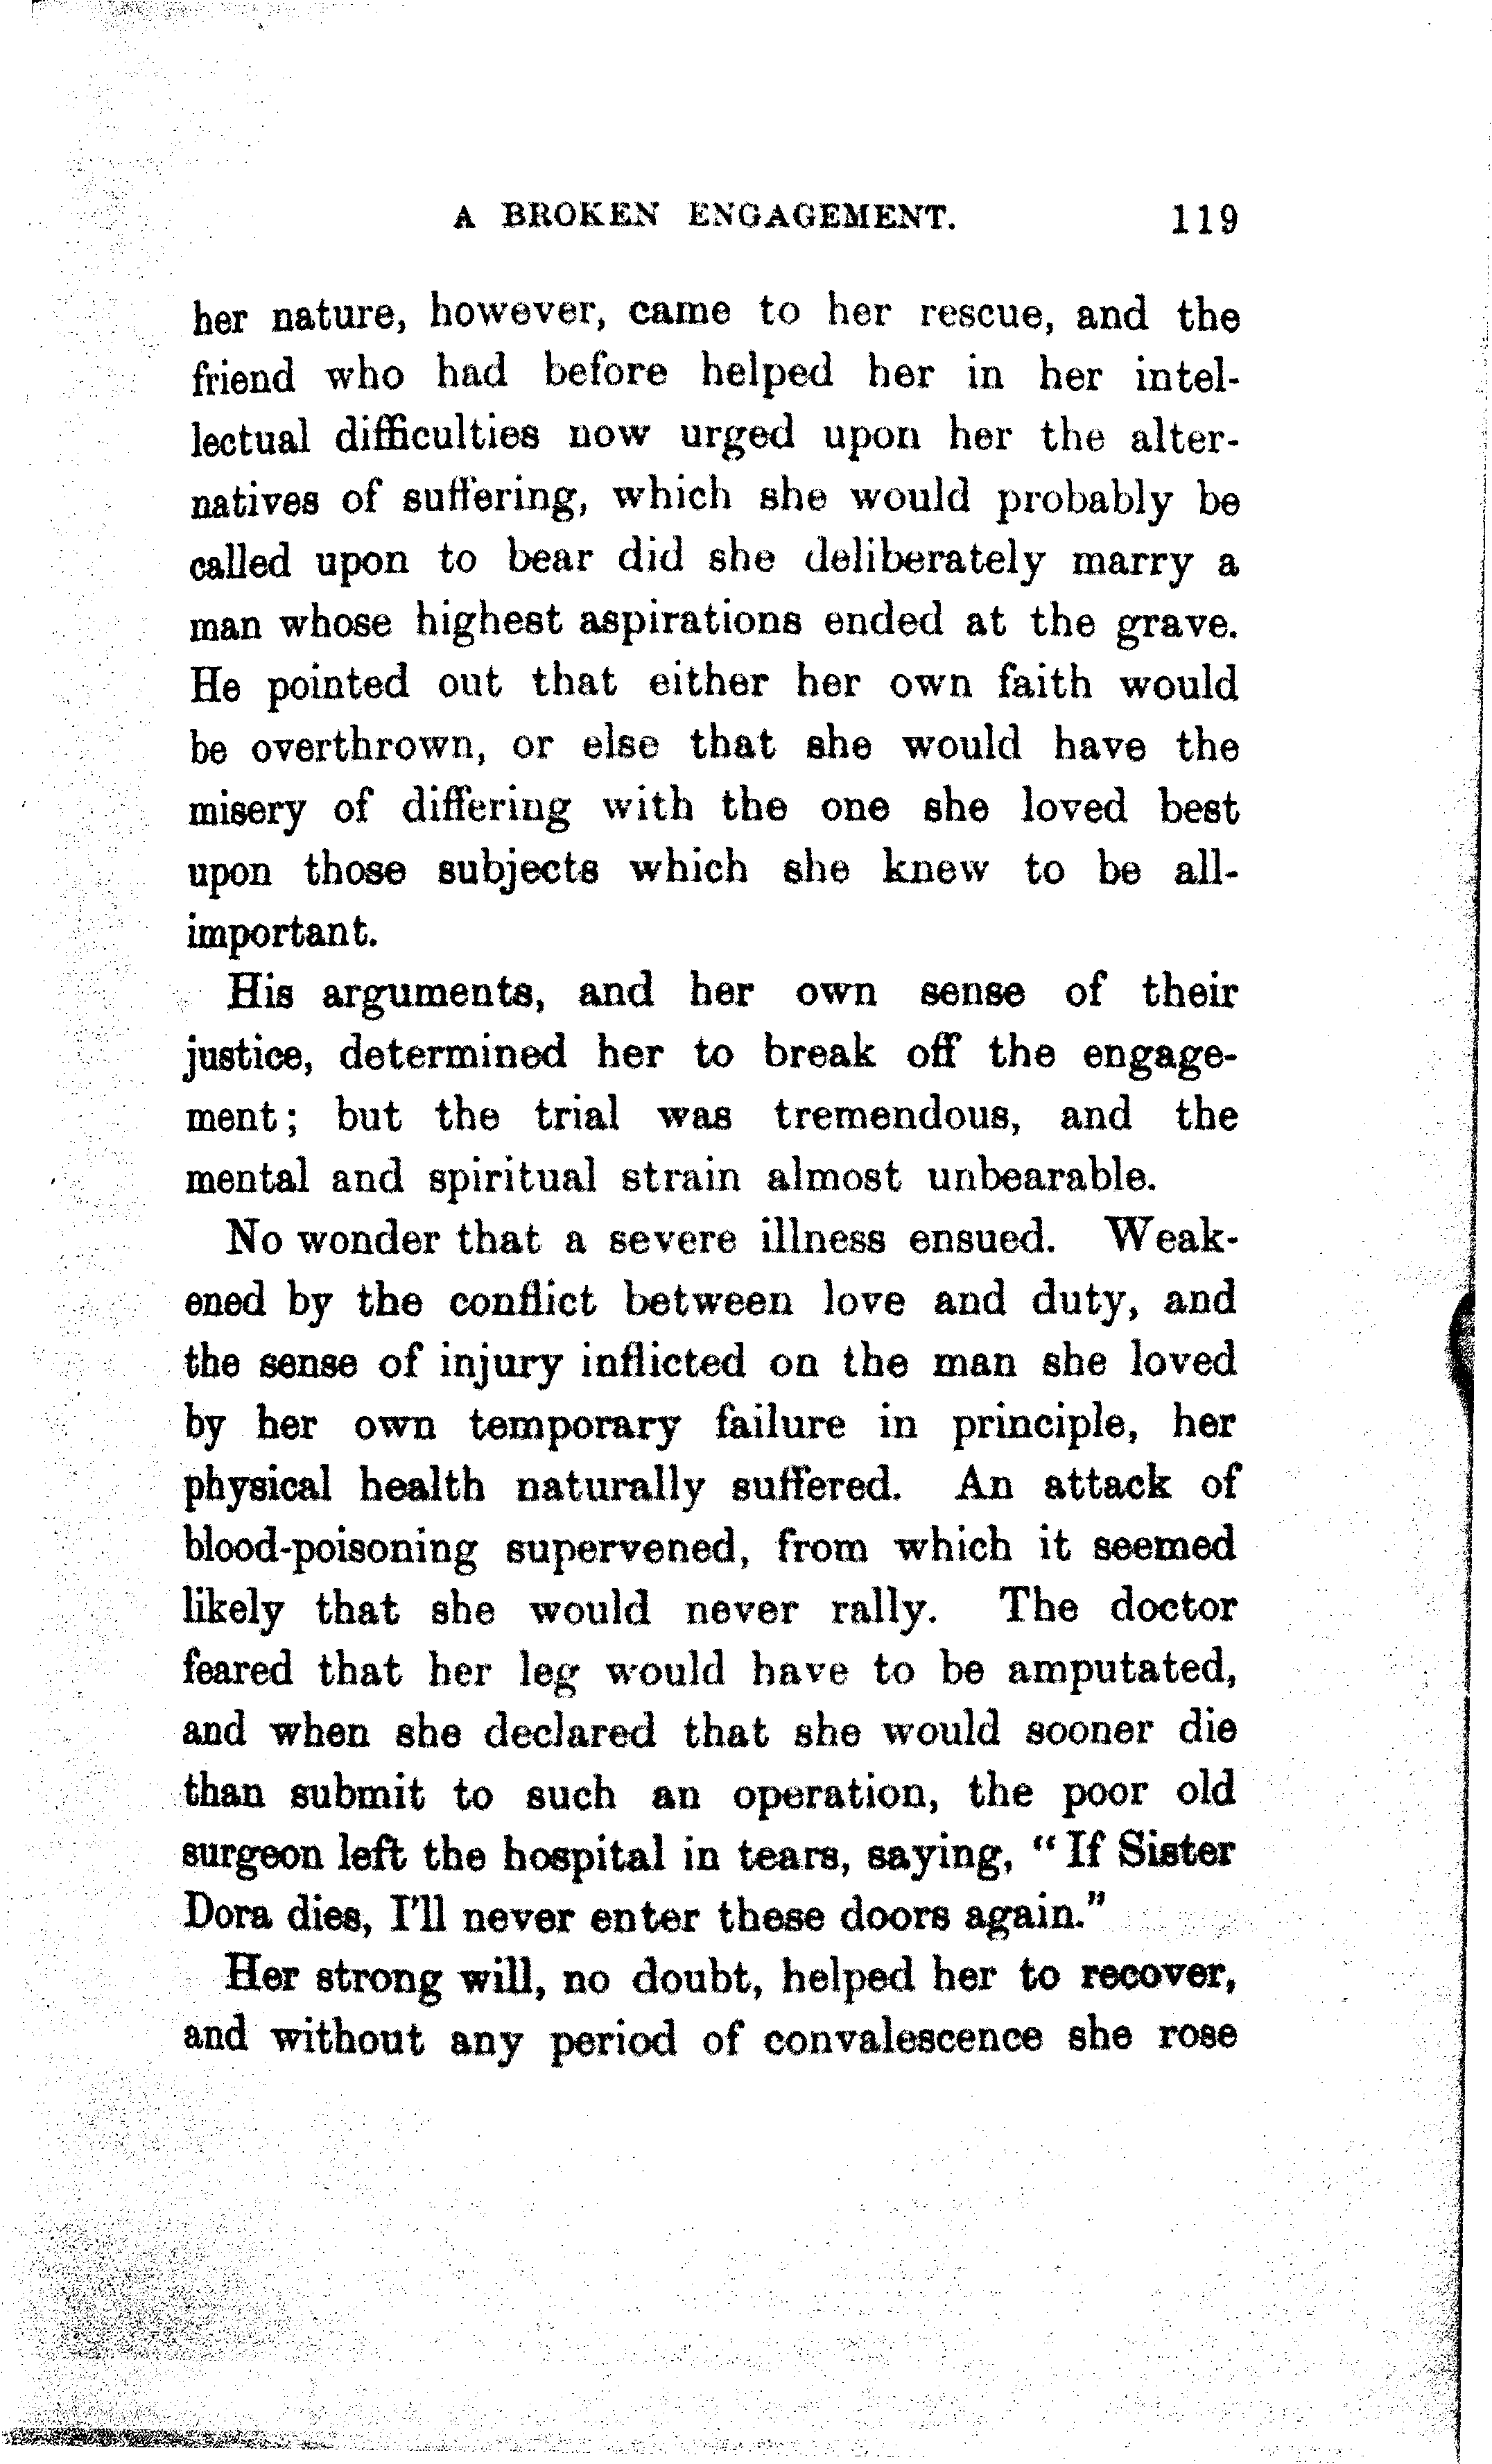 A BROKEN ENGAGEMENT. 119
her nature, however, came to her rescue, and the
friend who had before helped her in her intel-
lectual difficulties now urged upon her the alter-
natives of suffering, which she would probably be
called upon to bear did she deliberately marry a
man whose highest aspirations ended at the grave.
He pointed out that either her own faith would
be overthrown, or else that she would have the
misery of differing with the one she loved best
upon those subjects which she knew to be all-
important.
His arguments, and her own sense of their
justice, determined her to break off the engage-
ment; but the trial was tremendous, and the
mental and spiritual strain almost unbearable.
No wonder that a severe illness ensued. Weak-
ened by the conflict between love and duty, and
the sense of injury inflicted on the man she loved
by her own temporary failure in principle, her
physical health naturally suffered. An attack of
blood-poisoning supervened, from which it seemed
likely that she would never rally. The doctor
feared that her leg would have to be amputated,
and when she declared that she would sooner die
than submit to such an operation, the poor old
surgeon left the hospital in tears, saying, "If Sister
Dora dies, I'll never enter these doors again."
Her strong will, no doubt, helped her to recover,
and without any period of convalescence she rose